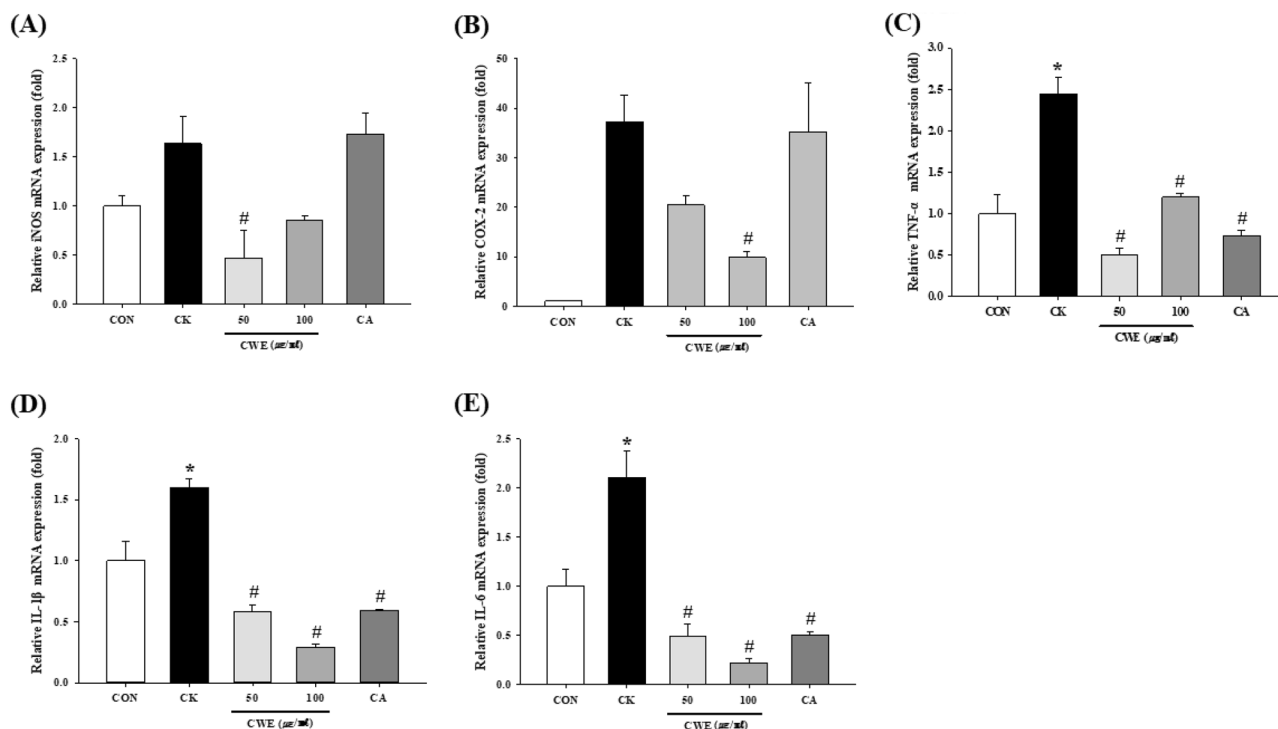 (A)
Relative iNOS mRNA expression (fold)
2.5
2.0
1.5
1.0
0.5
0.0
#
CON CK 50 100 CA
CWE (㎍/㎖)
(B)
Relative COX-2 mRNA expression (fold)
50
40
30
20
10
0
#
CON CK 50 100 CA
CWE (㎍/㎖)
(C)
Relative TNF-α mRNA expression (fold)
3.0
2.5
2.0
1.5
1.0
0.5
0.0
*
#
#
#
CON CK 50 100 CA
CWE (㎍/㎖)
(D)
Relative IL-1β mRNA expression (fold)
2.0
1.5
1.0
0.5
0.0
*
#
#
#
CON CK 50 100 CA
CWE (㎍/㎖)
(E)
Relative IL-6 mRNA expression (fold)
2.5
2.0
1.5
1.0
0.5
0.0
*
#
#
#
CON CK 50 100 CA
CWE (㎍/㎖)